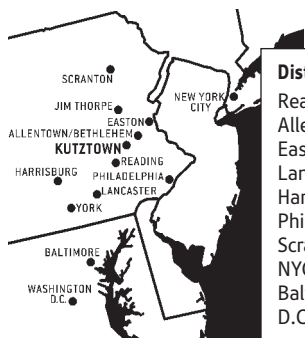 SCRANTON
JIM THORPE
NEW YORK
CITY
EASTON
ALLENTOWN/BETHLEHEM
KUTZTOWN
READING
HARRISBURG
PHILADELPHIA
LANCASTER
YORK
BALTIMORE
WASHINGTON
D.C.
Dist
Rea
Alle
Eas
Lan
Har
Phi
Scra
NYC
Bal
D.C